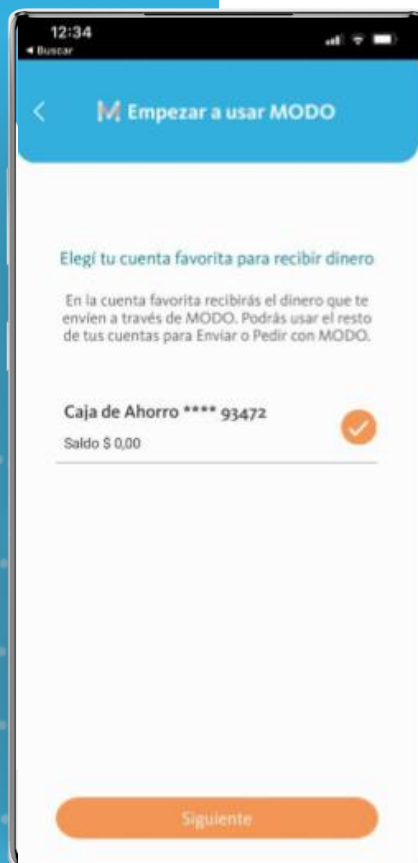 12:34
◀ Buscar
M Empezar a usar MODO
Elegí tu cuenta favorita para recibir dinero
En la cuenta favorita recibirás el dinero que te
envíen a través de MODO. Podrás usar el resto
de tus cuentas para Enviar o Pedir con MODO.
Caja de Ahorro **** 93472
Saldo $ 0,00
Siguiente